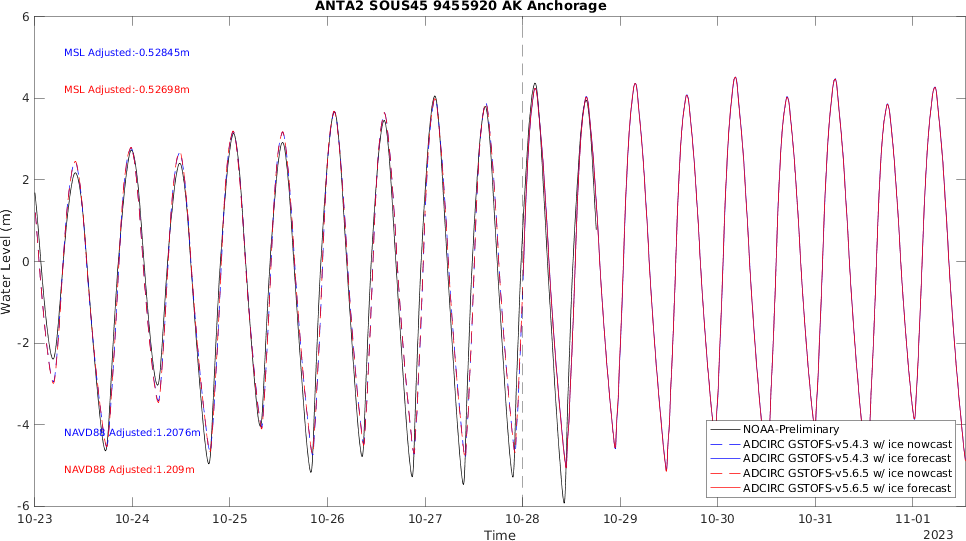 ANTA2 SOUS45 9455920 AK Anchorage
6
4
2
0
-2
-4
-6
Water Level (m)
MSL Adjusted:-0.52845m
MSL Adjusted:-0.52698m
NAVD88 Adjusted:1.2076m
NAVD88 Adjusted:1.209m
NOAA-Preliminary
ADCIRC GSTOFS-v5.4.3 w/ ice nowcast
ADCIRC GSTOFS-v5.4.3 w/ ice forecast
ADCIRC GSTOFS-v5.6.5 w/ ice nowcast
ADCIRC GSTOFS-v5.6.5 w/ ice forecast
10-23 10-24 10-25 10-26 10-27 10-28 10-29 10-30 10-31 11-01
Time
2023